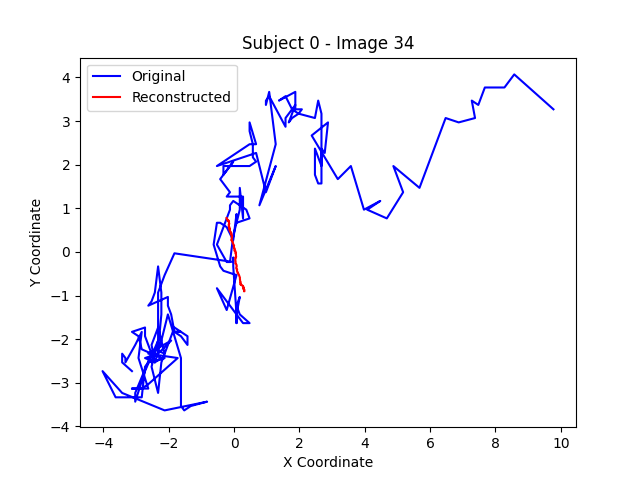 Subject 0 - Image 34
Original
Reconstructed
Y Coordinate
4
3
2
1
0
−1
−2
−3
−4
−4 −2 0 2 4 6 8 10
X Coordinate